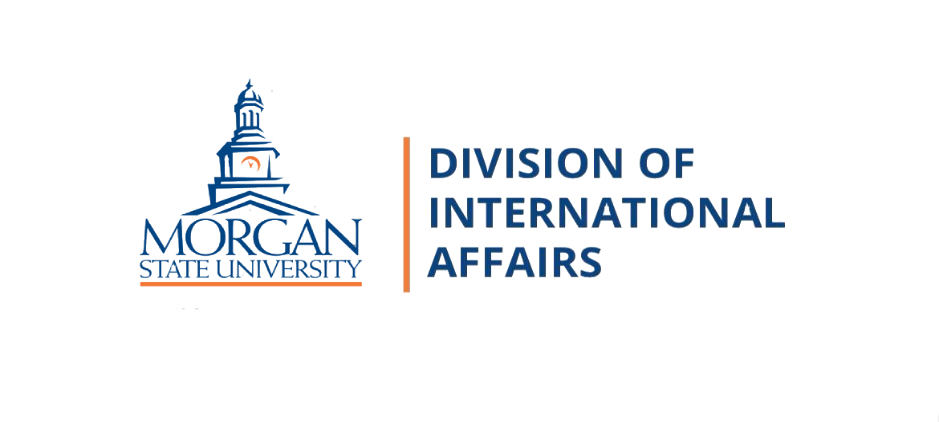 MORGAN
STATE UNIVERSITY
DIVISION OF
INTERNATIONAL
AFFAIRS